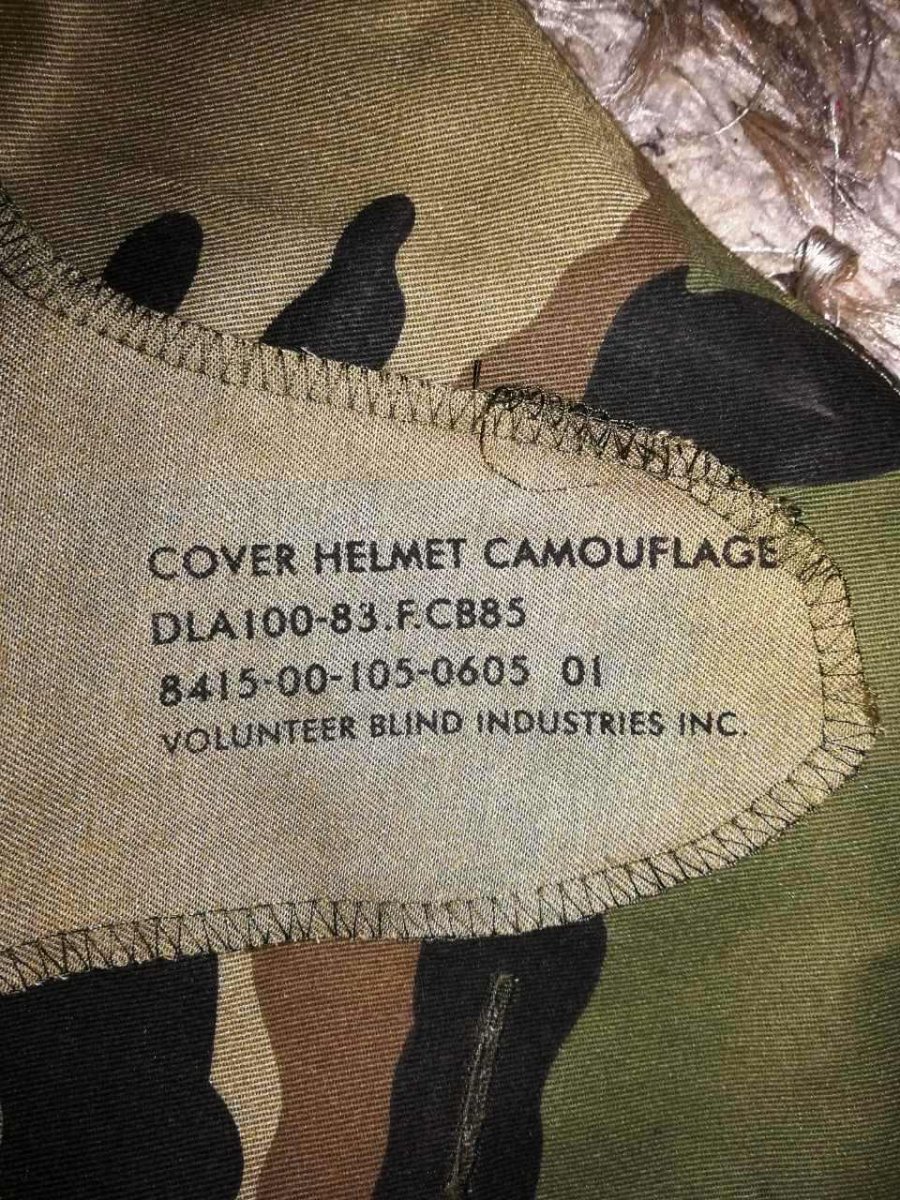 COVER HELMET CAMOUFLAGE
DLA100-83.F.CB85
8415-00-105-0605 01
VOLUNTEER BLIND INDUSTRIES INC.